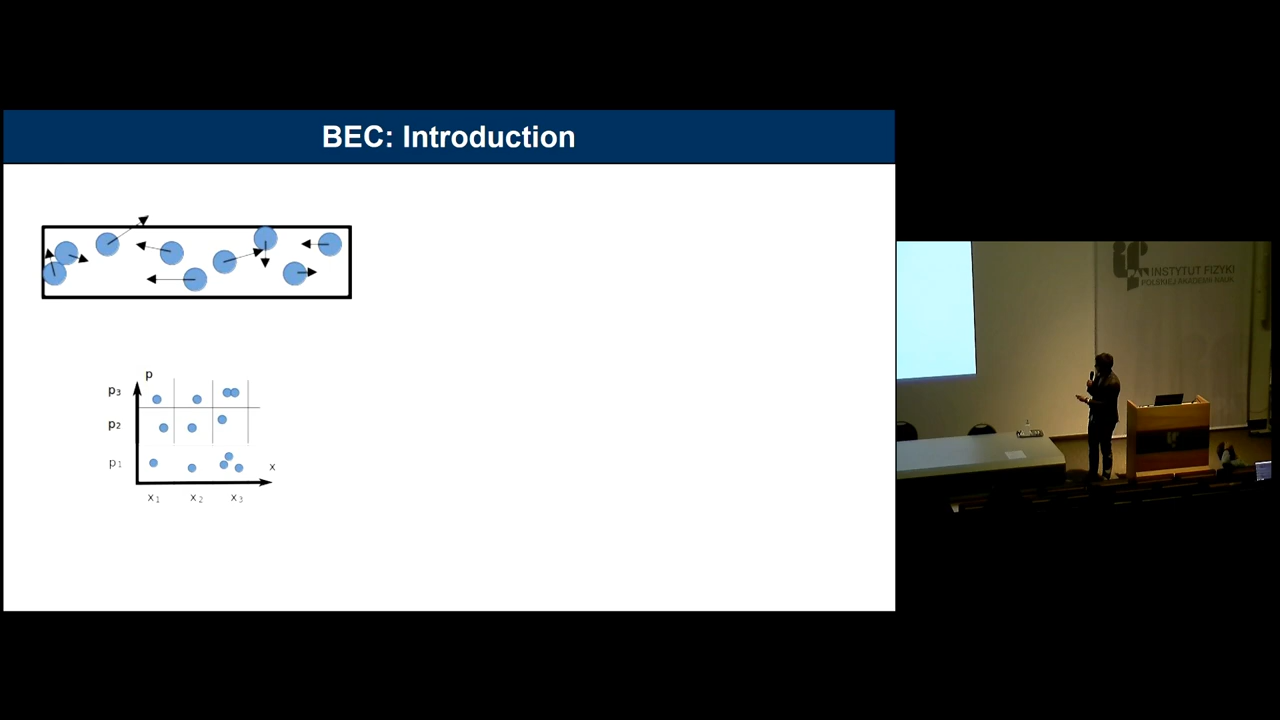 BEC: Introduction
p
p3
p2
p1
x
x1
x2
x3
INSTYTUT FIZYKI
POLSKIEJ AKADEMII NAUK